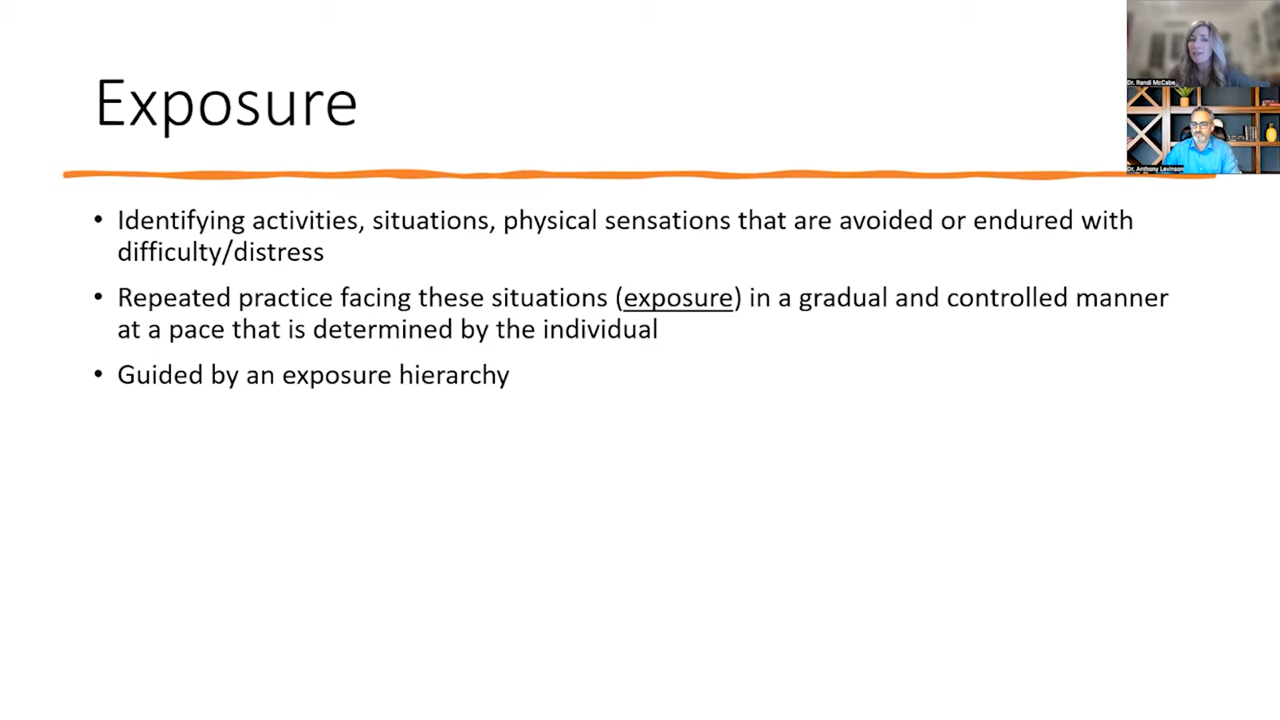 Exposure
Dr. Randi McCabe
Dr. Anthony Levinson
• Identifying activities, situations, physical sensations that are avoided or endured with
difficulty/distress
• Repeated practice facing these situations (exposure) in a gradual and controlled manner
at a pace that is determined by the individual
• Guided by an exposure hierarchy